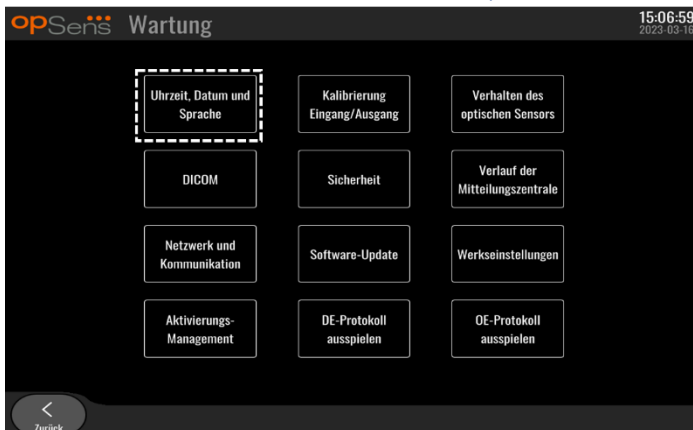 opSens Wartung
15:06:59
2023-03-16
Uhrzeit, Datum und
Sprache
Kalibrierung
Eingang/Ausgang
Verhalten des
optischen Sensors
DICOM
Sicherheit
Verlauf der
Mitteilungszentrale
Netzwerk und
Kommunikation
Software-Update
Werkseinstellungen
Aktivierungs-
Management
DE-Protokoll
ausspielen
OE-Protokoll
ausspielen
Zurück